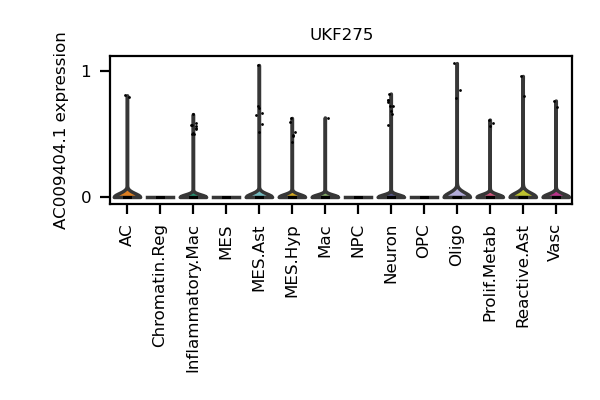 UKF275
AC009404.1 expression
1
0
AC
Chromatin.Reg
Inflammatory.Mac
MES
MES.Ast
MES.Hyp
Mac
NPC
Neuron
OPC
Oligo
Prolif.Metab
Reactive.Ast
Vasc